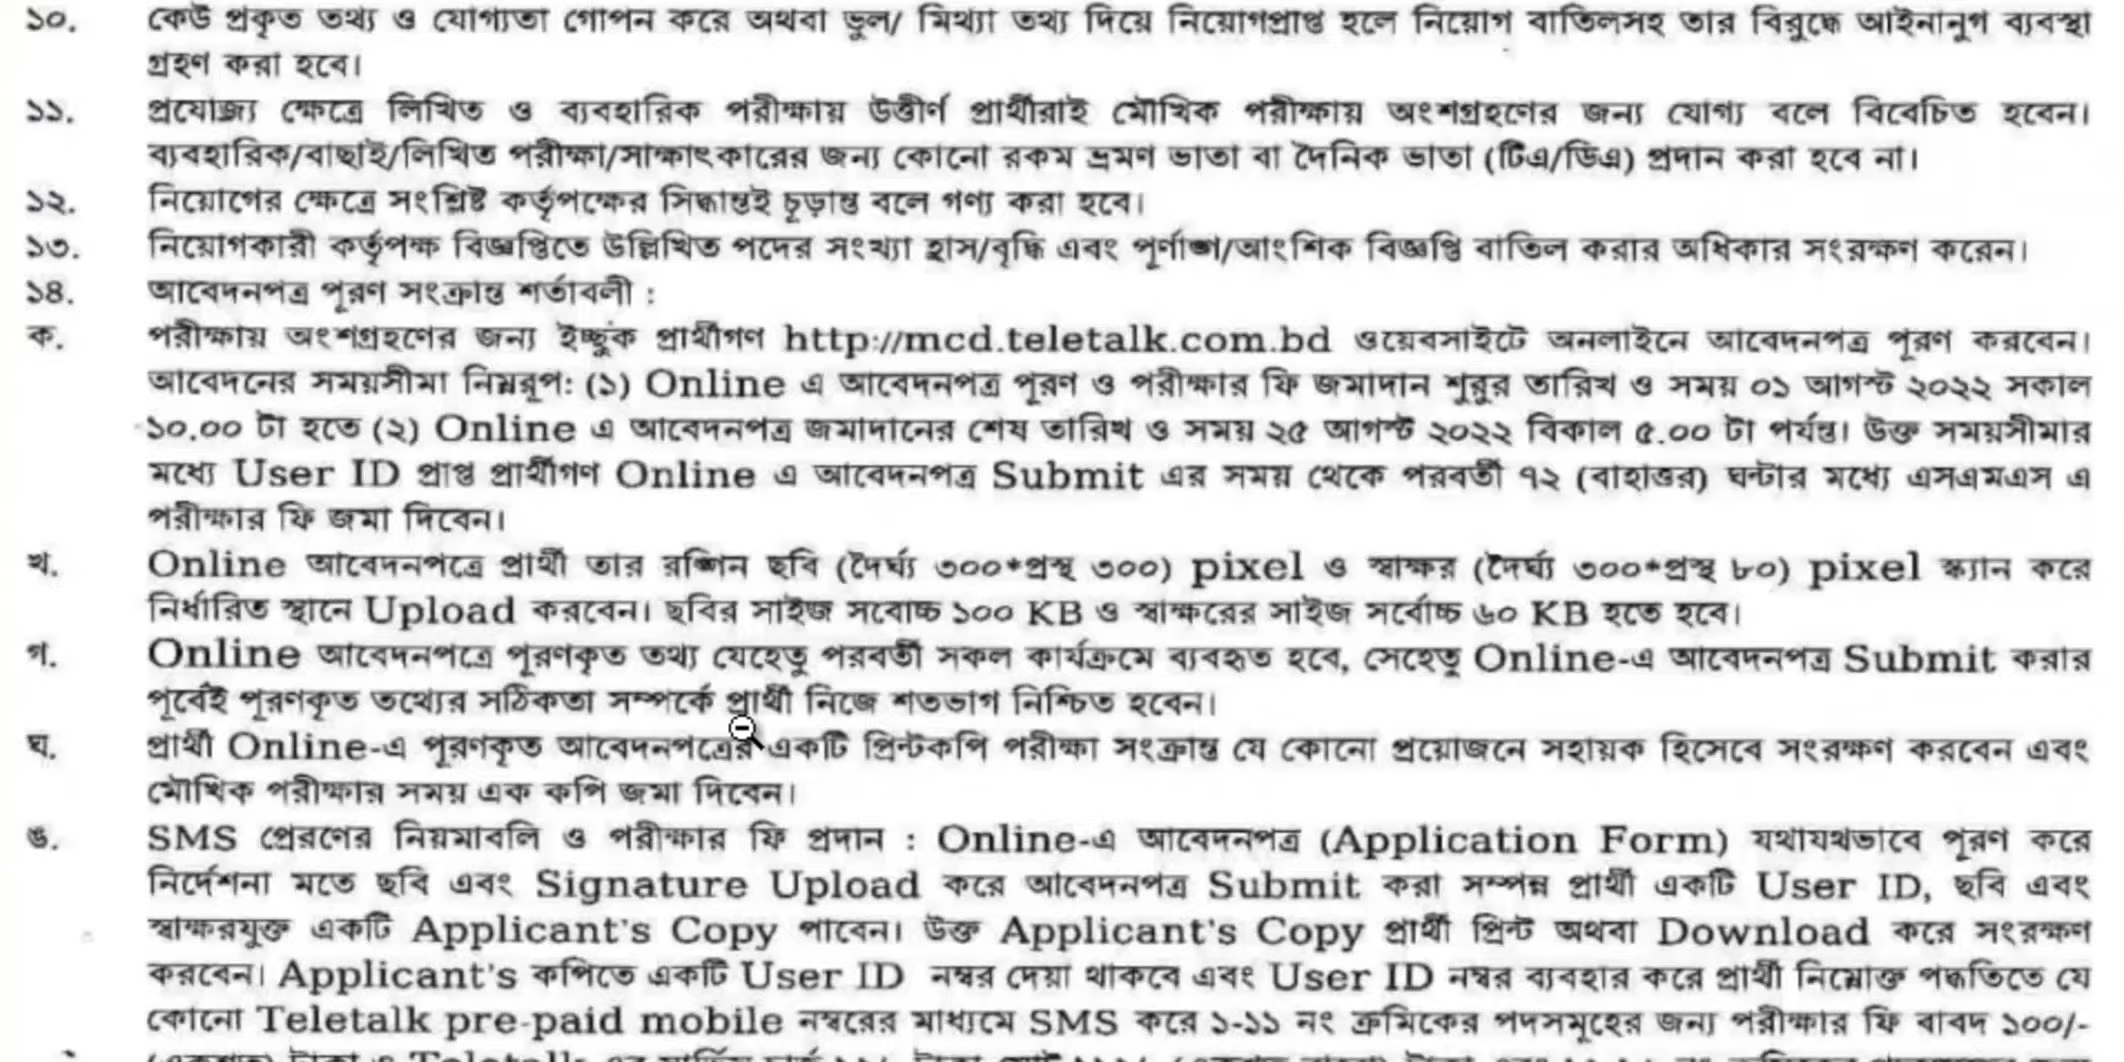 ১০. কেউ প্রকৃত তথ্য ও যোগ্যতা গোপন করে অথবা ভুল/ মিথ্যা তথ্য দিয়ে নিয়োগপ্রাপ্ত হলে নিয়োগ বাতিলসহ তার বিরুদ্ধে আইনানুগ ব্যবস্থা
গ্রহণ করা হবে।
১১. প্রযোজ্য ক্ষেত্রে লিখিত ও ব্যবহারিক পরীক্ষায় উত্তীর্ণ প্রার্থীরাই মৌখিক পরীক্ষায় অংশগ্রহণের জন্য যোগ্য বলে বিবেচিত হবেন।
ব্যবহারিক/বাছাই/লিখিত পরীক্ষা/সাক্ষাৎকারের জন্য কোনো রকম ভ্রমণ ভাতা বা দৈনিক ভাতা (টিএ/ডিএ) প্রদান করা হবে না।
১২. নিয়োগের ক্ষেত্রে সংশ্লিষ্ট কর্তৃপক্ষের সিদ্ধান্তই চূড়ান্ত বলে গণ্য করা হবে।
১৩. নিয়োগকারী কর্তৃপক্ষ বিজ্ঞপ্তিতে উল্লিখিত পদের সংখ্যা হ্রাস/বৃদ্ধি এবং পূর্ণাঙ্গ/আংশিক বিজ্ঞপ্তি বাতিল করার অধিকার সংরক্ষণ করেন।
১৪. আবেদনপত্র পূরণ সংক্রান্ত শর্তাবলী :
ক. পরীক্ষায় অংশগ্রহণের জন্য ইচ্ছুক প্রার্থীগণ http://mcd.teletalk.com.bd ওয়েবসাইটে অনলাইনে আবেদনপত্র পূরণ করবেন।
আবেদনের সময়সীমা নিম্নরূপ: (১) Online এ আবেদনপত্র পূরণ ও পরীক্ষার ফি জমাদান শুরুর তারিখ ও সময় ০১ আগস্ট ২০২২ সকাল
১০.০০ টা হতে (২) Online এ আবেদনপত্র জমাদানের শেষ তারিখ ও সময় ২৫ আগস্ট ২০২২ বিকাল ৫.০০ টা পর্যন্ত। উক্ত সময়সীমার
মধ্যে User ID প্রাপ্ত প্রার্থীগণ Online এ আবেদনপত্র Submit এর সময় থেকে পরবর্তী ৭২ (বাহাত্তর) ঘন্টার মধ্যে এসএমএস এ
পরীক্ষার ফি জমা দিবেন।
খ. Online আবেদনপত্রে প্রার্থী তার রঙ্গিন ছবি (দৈর্ঘ্য ৩০০*প্রস্থ ৩০০) pixel ও স্বাক্ষর (দৈর্ঘ্য ৩০০*প্রস্থ ৮০) pixel স্ক্যান করে
নির্ধারিত স্থানে Upload করবেন। ছবির সাইজ সবোচ্চ ১০০ KB ও স্বাক্ষরের সাইজ সর্বোচ্চ ৬০ KB হতে হবে।
গ. Online আবেদনপত্রে পূরণকৃত তথ্য যেহেতু পরবর্তী সকল কার্যক্রমে ব্যবহৃত হবে, সেহেতু Online-এ আবেদনপত্র Submit করার
পূর্বেই পূরণকৃত তথ্যের সঠিকতা সম্পর্কে প্রার্থী নিজে শতভাগ নিশ্চিত হবেন।
ঘ. প্রার্থী Online-এ পূরণকৃত আবেদনপত্রের একটি প্রিন্টকপি পরীক্ষা সংক্রান্ত যে কোনো প্রয়োজনে সহায়ক হিসেবে সংরক্ষণ করবেন এবং
মৌখিক পরীক্ষার সময় এক কপি জমা দিবেন।
ঙ. SMS প্রেরণের নিয়মাবলি ও পরীক্ষার ফি প্রদান : Online-এ আবেদনপত্র (Application Form) যথাযথভাবে পূরণ করে
নির্দেশনা মতে ছবি এবং Signature Upload করে আবেদনপত্র Submit করা সম্পন্ন প্রার্থী একটি User ID, ছবি এবং
স্বাক্ষরযুক্ত একটি Applicant's Copy পাবেন। উক্ত Applicant's Copy প্রার্থী প্রিন্ট অথবা Download করে সংরক্ষণ
করবেন। Applicant's কপিতে একটি User ID নম্বর দেয়া থাকবে এবং User ID নম্বর ব্যবহার করে প্রার্থী নিম্নোক্ত পদ্ধতিতে যে
কোনো Teletalk pre-paid mobile নম্বরের মাধ্যমে SMS করে ১-১১ নং ক্রমিকের পদসমূহের জন্য পরীক্ষার ফি বাবদ ১০০/-